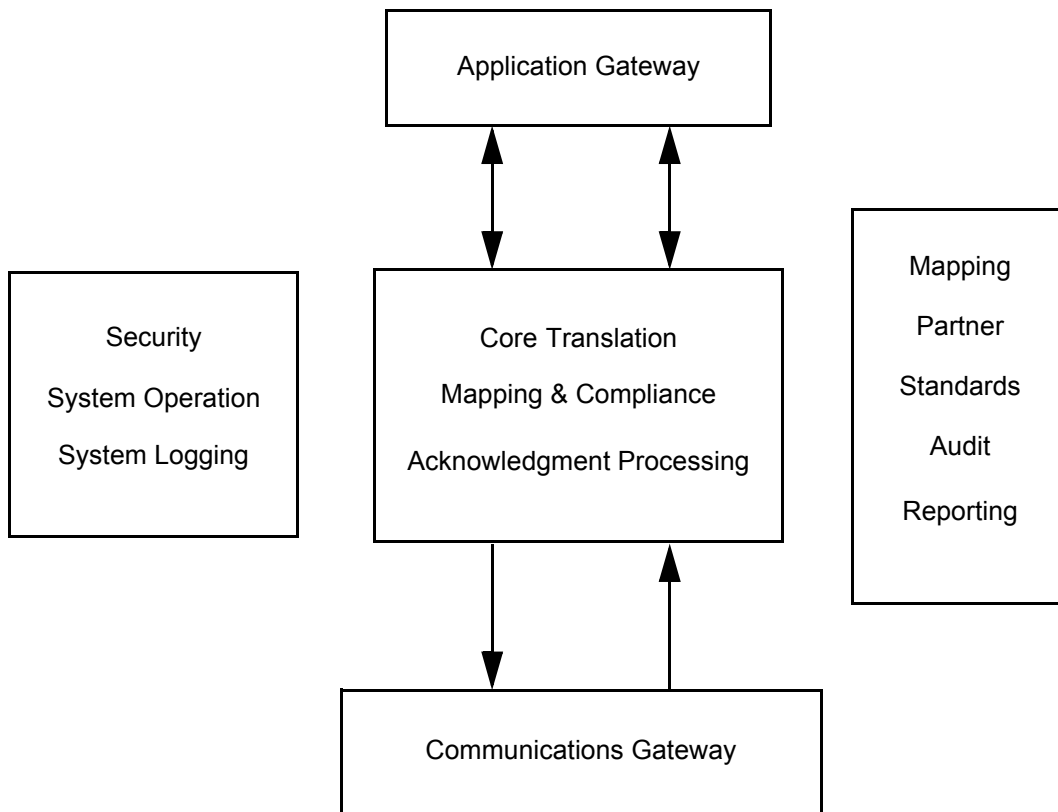 Application Gateway
Security
System Operation
System Logging
Core Translation
Mapping & Compliance
Acknowledgment Processing
Mapping
Partner
Standards
Audit
Reporting
Communications Gateway